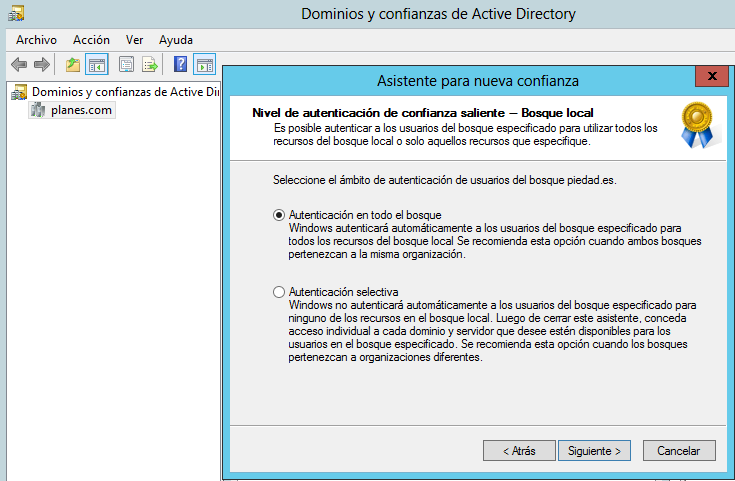 Dominios y confianzas de Active Directory
Archivo Acción Ver Ayuda
Dominios y confianzas de Active Di
planes.com
Asistente para nueva confianza
x
Nivel de autenticación de confianza saliente – Bosque local
Es posible autenticar a los usuarios del bosque especificado para utilizar todos los
recursos del bosque local o solo aquellos recursos que especifique.
Seleccione el ámbito de autenticación de usuarios del bosque piedad.es.
Autenticación en todo el bosque
Windows autenticará automáticamente a los usuarios del bosque especificado para
todos los recursos del bosque local Se recomienda esta opción cuando ambos bosques
pertenezcan a la misma organización.
Autenticación selectiva
Windows no autenticará automáticamente a los usuarios del bosque especificado para
ninguno de los recursos en el bosque local. Luego de cerrar este asistente, conceda
acceso individual a cada dominio y servidor que desee estén disponibles para los
usuarios en el bosque especificado. Se recomienda esta opción cuando los bosques
pertenezcan a organizaciones diferentes.
< Atrás Siguiente > Cancelar